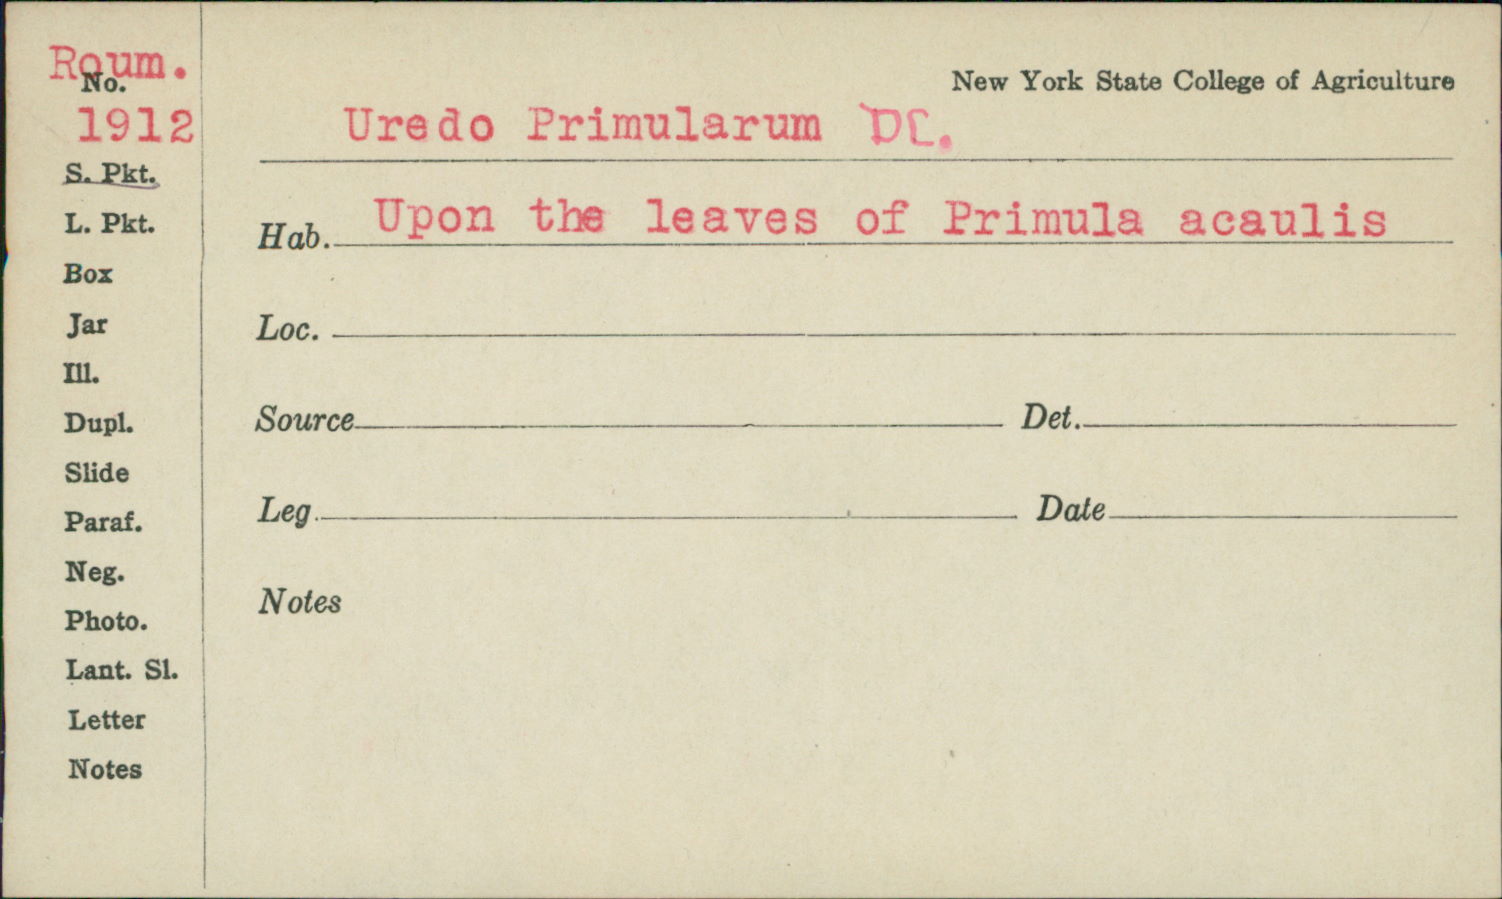 Roum.
No.
1912
S. Pkt.
L. Pkt.
Box
Jar
Ill.
Dupl.
Slide
Paraf.
Neg.
Photo.
Lant. Sl.
Letter
Notes
New York State College of Agriculture
Uredo Primularum DC.
Hab. Upon the leaves of Primula acaulis
Loc.
Source Det.
Leg. Date
Notes